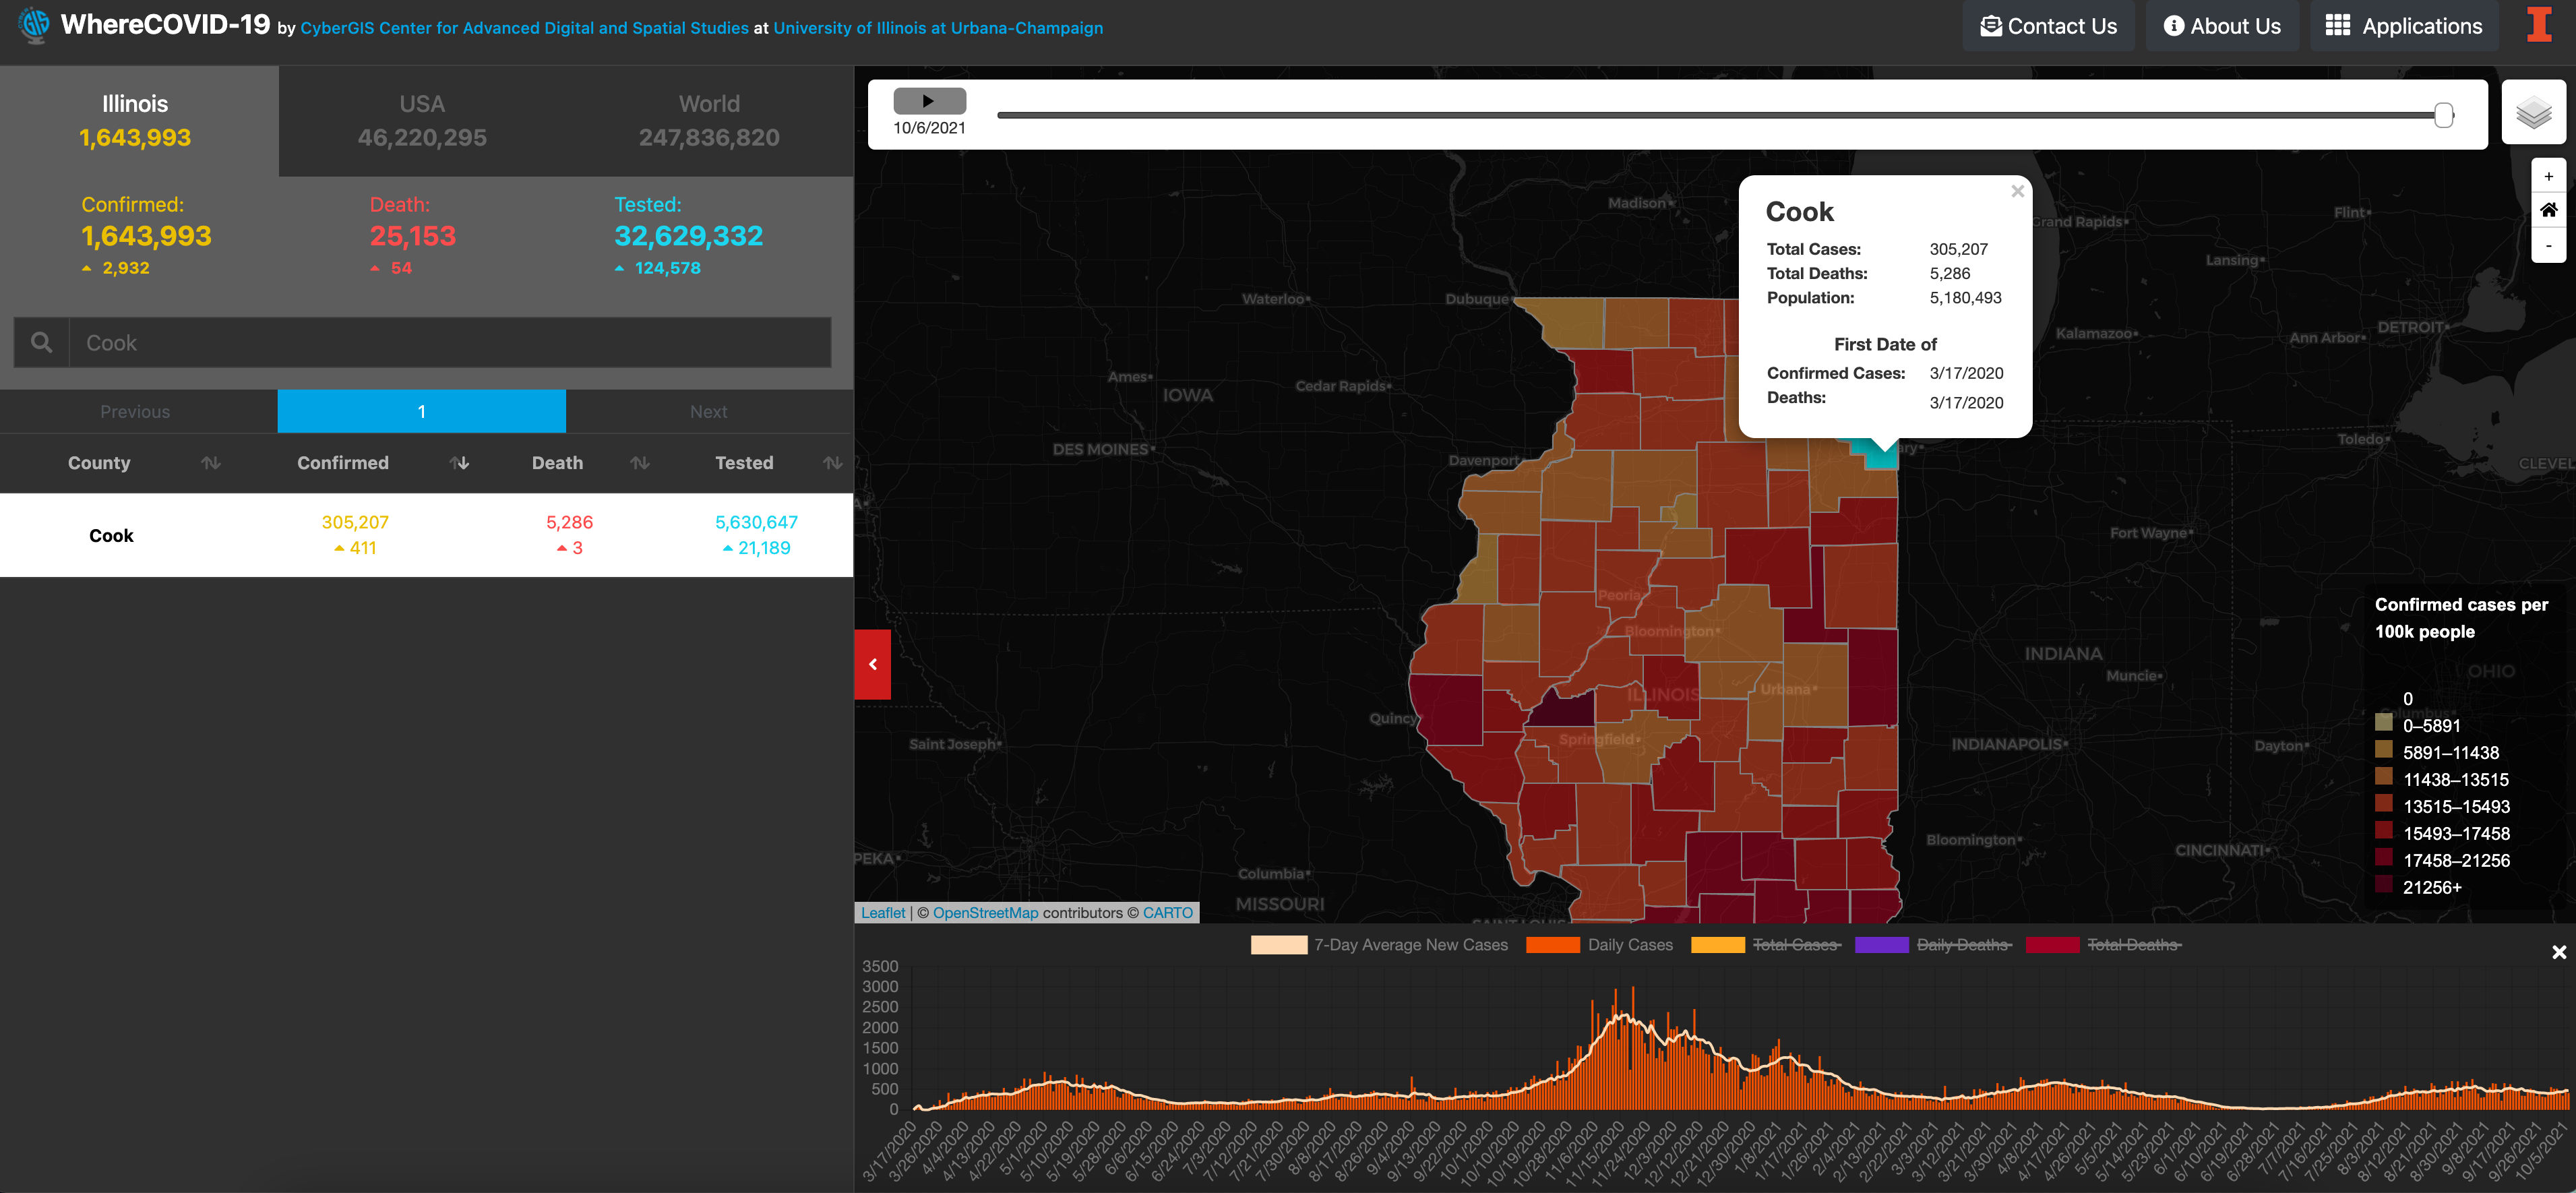 WhereCOVID-19 by CyberGIS Center for Advanced Digital and Spatial Studies at University of Illinois at Urbana-Champaign
Contact Us
About Us
Applications
Illinois
1,643,993
USA
46,220,295
World
247,836,820
Confirmed:
1,643,993
2,932
Death:
25,153
54
Tested:
32,629,332
124,578
Cook
Previous
1
Next
County
Confirmed
Death
Tested
Cook
305,207
411
5,286
3
5,630,647
21,189
10/6/2021
+
-
Cook
Total Cases: 305,207
Total Deaths: 5,286
Population: 5,180,493
First Date of
Confirmed Cases: 3/17/2020
Deaths: 3/17/2020
Madison
Grand Rapids
Flint
Lansing
Waterloo
Dubuque
Kalamazoo
Ann Arbor
DETROIT
Ames
Cedar Rapids
IOWA
DES MOINES
Davenport
Toledo
CLEVEL
Fort Wayne
Peoria
Bloomington
INDIANA
OHIO
Muncie
ILLINOIS
Urbana
Quincy
Columbus
Springfield
Saint Joseph
INDIANAPOLIS
Dayton
Bloomington
CINCINNATI
PEKA
Columbia
MISSOURI
SAINT LOUIS
Confirmed cases per
100k people
0
0–5891
5891–11438
11438–13515
13515–15493
15493–17458
17458–21256
21256+
Leaflet | © OpenStreetMap contributors © CARTO
7-Day Average New Cases
Daily Cases
Total Cases
Daily Deaths
Total Deaths
3500
3000
2500
2000
1500
1000
500
0
3/17/2020
3/26/2020
4/4/2020
4/13/2020
4/22/2020
5/1/2020
5/10/2020
5/19/2020
5/28/2020
6/6/2020
6/15/2020
6/24/2020
7/3/2020
7/12/2020
7/21/2020
7/30/2020
8/8/2020
8/17/2020
8/26/2020
9/4/2020
9/13/2020
9/22/2020
10/1/2020
10/10/2020
10/19/2020
10/28/2020
11/6/2020
11/15/2020
11/24/2020
12/3/2020
12/12/2020
12/21/2020
12/30/2020
1/8/2021
1/17/2021
1/26/2021
2/4/2021
2/13/2021
2/22/2021
3/3/2021
3/12/2021
3/21/2021
3/30/2021
4/8/2021
4/17/2021
4/26/2021
5/5/2021
5/14/2021
5/23/2021
6/1/2021
6/10/2021
6/19/2021
6/28/2021
7/7/2021
7/16/2021
7/25/2021
8/3/2021
8/12/2021
8/21/2021
8/30/2021
9/8/2021
9/17/2021
9/26/2021
10/5/2021